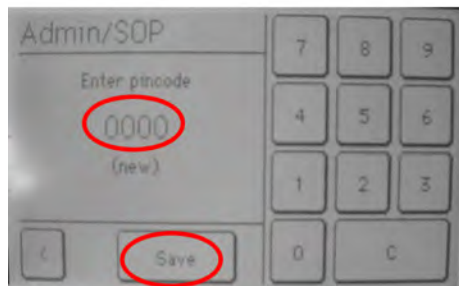 Admin/SOP
Enter pincode
0000
(new)
< Save
7 8 9
4 5 6
1 2 3
0 C